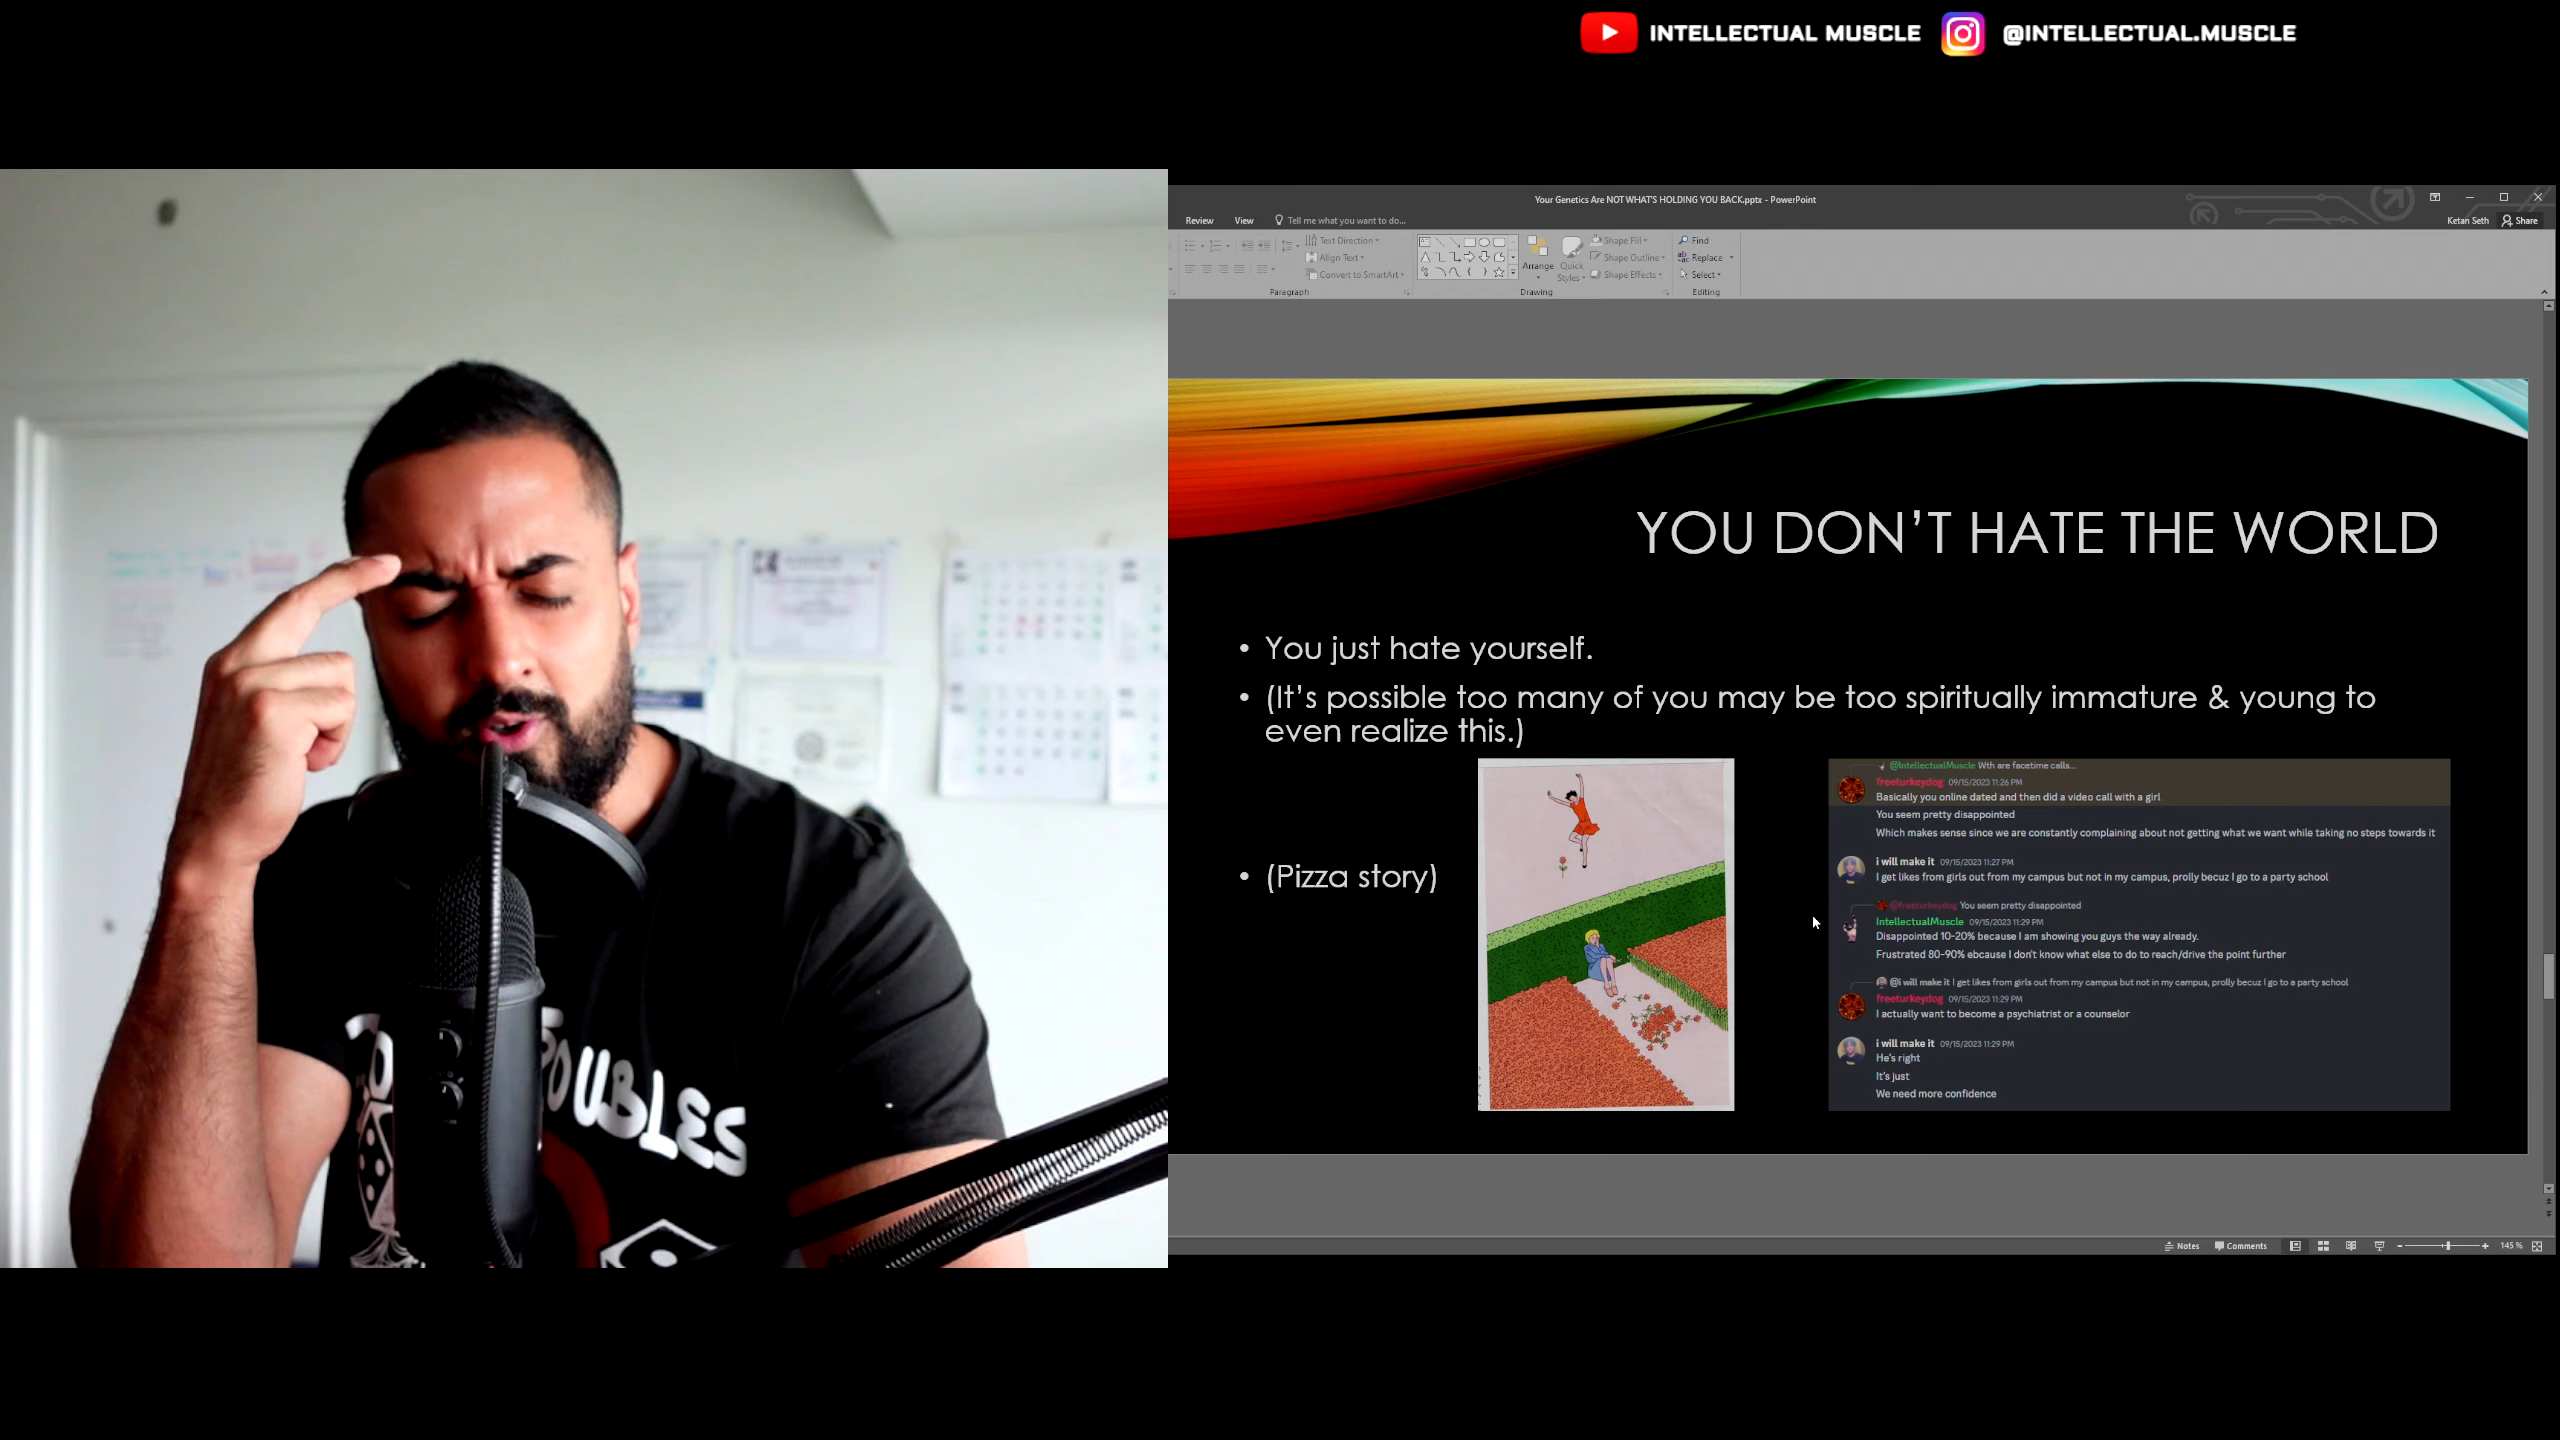 INTELLECTUAL MUSCLE @INTELLECTUAL.MUSCLE
Your Genetics Are NOT WHAT'S HOLDING YOU BACK.pptx - PowerPoint
Review View Tell me what you want to do... Ketan Seth Share
Text Direction
Align Text
Convert to SmartArt
Arrange
Quick Styles
Shape Fill
Shape Outline
Shape Effects
Find
Replace
Select
Paragraph Drawing Editing
YOU DON'T HATE THE WORLD
• You just hate yourself.
• (It's possible too many of you may be too spiritually immature & young to
even realize this.)
• (Pizza story)
@IntellectualMuscle Wth are facetime calls...
freeturkeydog 09/15/2023 11:26 PM
Basically you online dated and then did a video call with a girl
You seem pretty disappointed
Which makes sense since we are constantly complaining about not getting what we want while taking no steps towards it
i will make it 09/15/2023 11:27 PM
I get likes from girls out from my campus but not in my campus, prolly becuz I go to a party school
@freeturkeydog You seem pretty disappointed
IntellectualMuscle 09/15/2023 11:29 PM
Disappointed 10-20% because I am showing you guys the way already.
Frustrated 80-90% ebcause I don't know what else to do to reach/drive the point further
@i will make it I get likes from girls out from my campus but not in my campus, prolly becuz I go to a party school
freeturkeydog 09/15/2023 11:29 PM
I actually want to become a psychiatrist or a counselor
i will make it 09/15/2023 11:29 PM
He's right
It's just
We need more confidence
Notes Comments 145 %
OUBLES